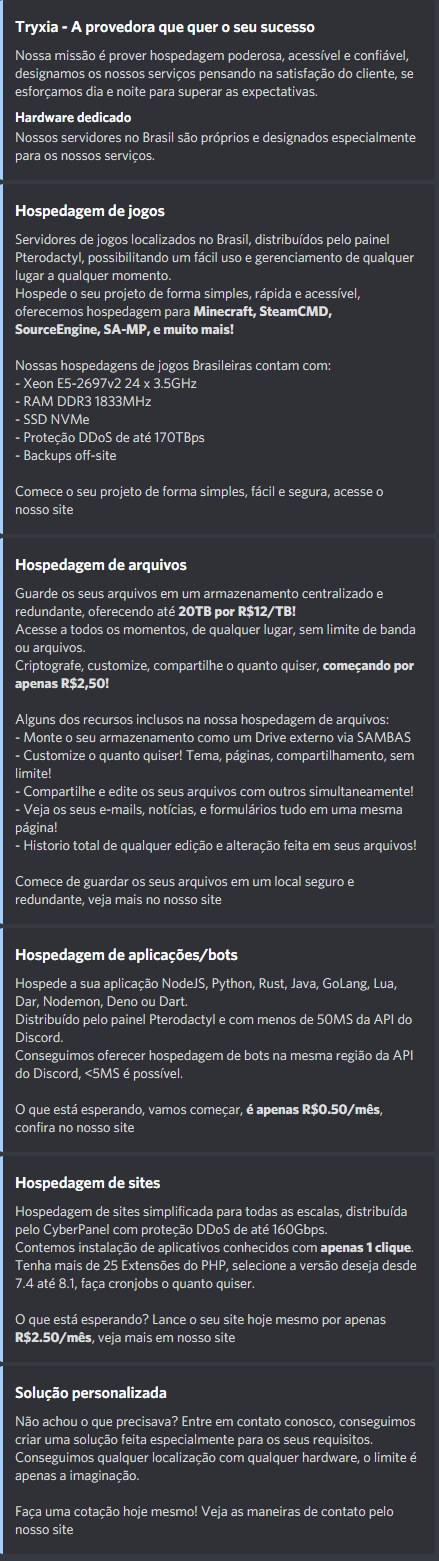 Tryxia - A provedora que quer o seu sucesso
Nossa missão é prover hospedagem poderosa, acessível e confiável,
designamos os nossos serviços pensando na satisfação do cliente, se
esforçamos dia e noite para superar as expectativas.
Hardware dedicado
Nossos servidores no Brasil são próprios e designados especialmente
para os nossos serviços.
Hospedagem de jogos
Servidores de jogos localizados no Brasil, distribuídos pelo painel
Pterodactyl, possibilitando um fácil uso e gerenciamento de qualquer
lugar a qualquer momento.
Hospede o seu projeto de forma simples, rápida e acessível,
oferecemos hospedagem para Minecraft, SteamCMD,
SourceEngine, SA-MP, e muito mais!
Nossas hospedagens de jogos Brasileiras contam com:
- Xeon E5-2697v2 24 x 3.5GHz
- RAM DDR3 1833MHz
- SSD NVMe
- Proteção DDoS de até 170TBps
- Backups off-site
Comece o seu projeto de forma simples, fácil e segura, acesse o
nosso site
Hospedagem de arquivos
Guarde os seus arquivos em um armazenamento centralizado e
redundante, oferecendo até 20TB por R$12/TB!
Acesse a todos os momentos, de qualquer lugar, sem limite de banda
ou arquivos.
Criptografe, customize, compartilhe o quanto quiser, começando por
apenas R$2,50!
Alguns dos recursos inclusos na nossa hospedagem de arquivos:
- Monte o seu armazenamento como um Drive externo via SAMBAS
- Customize o quanto quiser! Tema, páginas, compartilhamento, sem
limite!
- Compartilhe e edite os seus arquivos com outros simultaneamente!
- Veja os seus e-mails, notícias, e formulários tudo em uma mesma
página!
- Historio total de qualquer edição e alteração feita em seus arquivos!
Comece de guardar os seus arquivos em um local seguro e
redundante, veja mais no nosso site
Hospedagem de aplicações/bots
Hospede a sua aplicação NodeJS, Python, Rust, Java, GoLang, Lua,
Dar, Nodemon, Deno ou Dart.
Distribuído pelo painel Pterodactyl e com menos de 50MS da API do
Discord.
Conseguimos oferecer hospedagem de bots na mesma região da API
do Discord, <5MS é possível.
O que está esperando, vamos começar, é apenas R$0.50/mês,
confira no nosso site
Hospedagem de sites
Hospedagem de sites simplificada para todas as escalas, distribuída
pelo CyberPanel com proteção DDoS de até 160Gbps.
Contemos instalação de aplicativos conhecidos com apenas 1 clique.
Tenha mais de 25 Extensões do PHP, selecione a versão deseja desde
7.4 até 8.1, faça cronjobs o quanto quiser.
O que está esperando? Lance o seu site hoje mesmo por apenas
R$2.50/mês, veja mais em nosso site
Solução personalizada
Não achou o que precisava? Entre em contato conosco, conseguimos
criar uma solução feita especialmente para os seus requisitos.
Conseguimos qualquer localização com qualquer hardware, o limite é
apenas a imaginação.
Faça uma cotação hoje mesmo! Veja as maneiras de contato pelo
nosso site